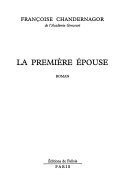 FRANÇOISE CHANDERNAGOR
de l'Académie Goncourt
LA PREMIÈRE ÉPOUSE
ROMAN
Éditions de Fallois
PARIS